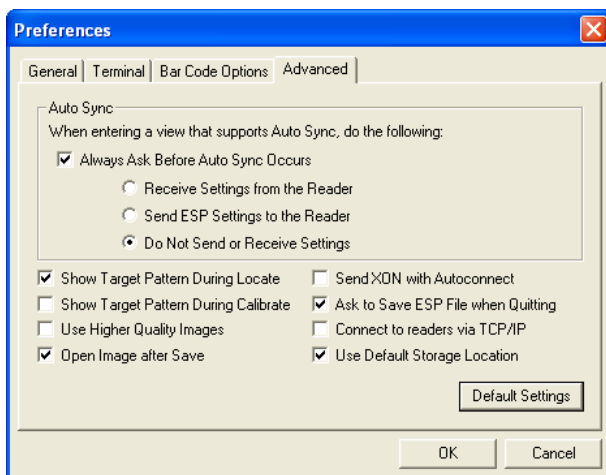 Preferences
General Terminal Bar Code Options Advanced
Auto Sync
When entering a view that supports Auto Sync, do the following:
Always Ask Before Auto Sync Occurs
Receive Settings from the Reader
Send ESP Settings to the Reader
Do Not Send or Receive Settings
Show Target Pattern During Locate Send XON with Autoconnect
Show Target Pattern During Calibrate Ask to Save ESP File when Quitting
Use Higher Quality Images Connect to readers via TCP/IP
Open Image after Save Use Default Storage Location
Default Settings
OK Cancel